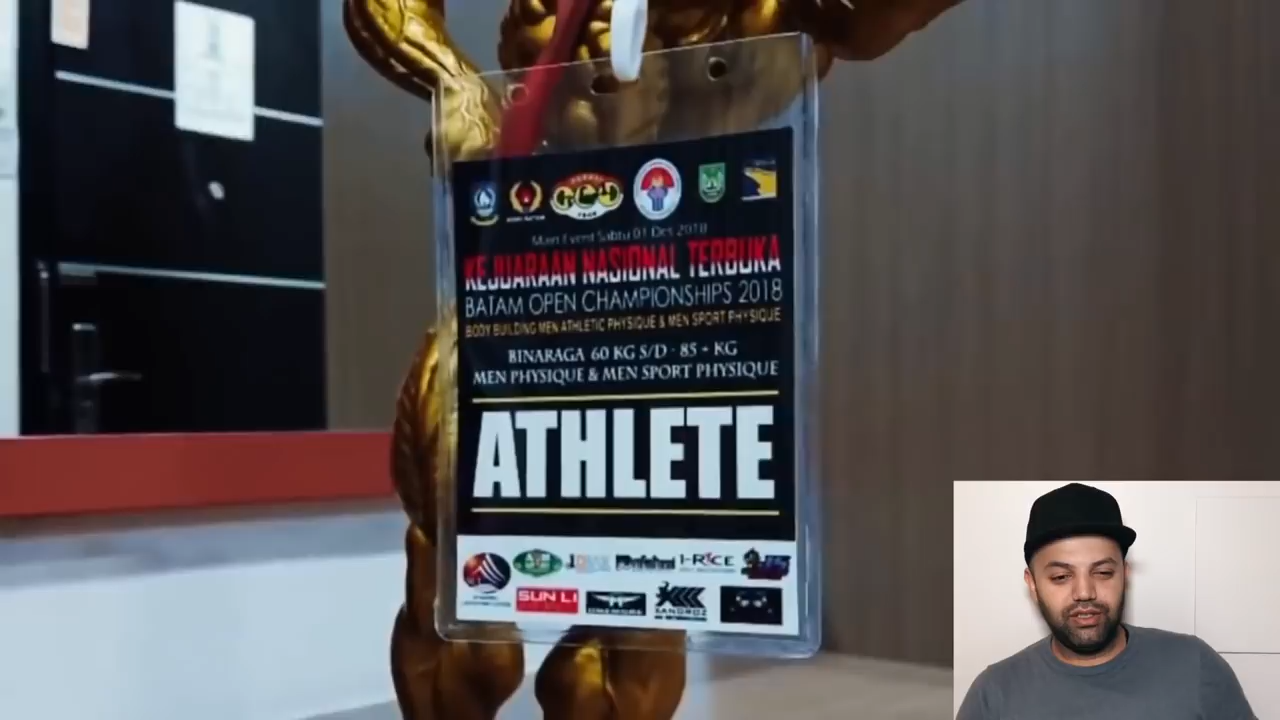 Main Event Sabtu 01 Des 2018
KEJUARAAN NASIONAL TERBUKA
BATAM OPEN CHAMPIONSHIPS 2018
BODY BUILDING MEN ATHLETIC PHYSIQUE & MEN SPORT PHYSIQUE
BINARAGA 60 KG S/D - 85 + KG
MEN PHYSIQUE & MEN SPORT PHYSIQUE
ATHLETE
I-RICE
SUN LI
XANDROZ